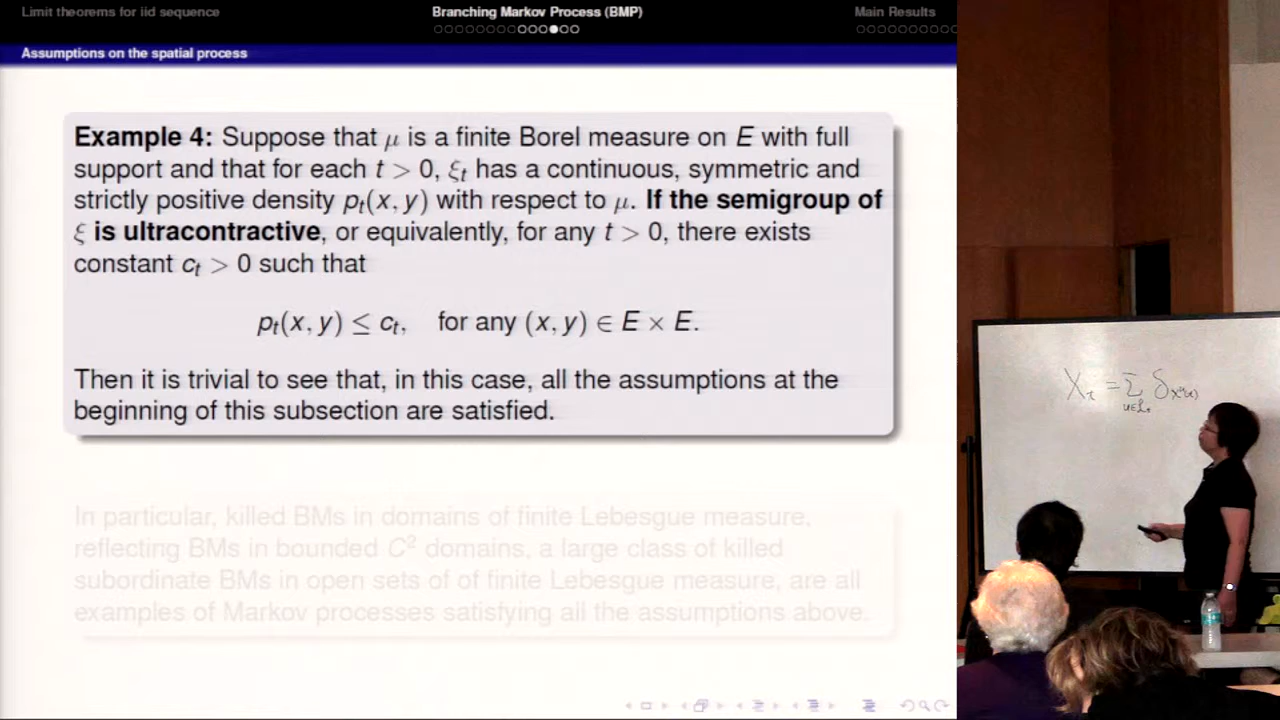 Limit theorems for iid sequence
Branching Markov Process (BMP)
Main Results
Assumptions on the spatial process
Example 4: Suppose that μ is a finite Borel measure on E with full
support and that for each t > 0, ξₜ has a continuous, symmetric and
strictly positive density pₜ(x, y) with respect to μ. If the semigroup of
ξ is ultracontractive, or equivalently, for any t > 0, there exists
constant cₜ > 0 such that
pₜ(x, y) ≤ cₜ, for any (x, y) ∈ E × E.
Then it is trivial to see that, in this case, all the assumptions at the
beginning of this subsection are satisfied.
In particular, killed BMs in domains of finite Lebesgue measure,
reflecting BMs in bounded C² domains, a large class of killed
subordinate BMs in open sets of of finite Lebesgue measure, are all
examples of Markov processes satisfying all the assumptions above.
Xₜ = Σ δ